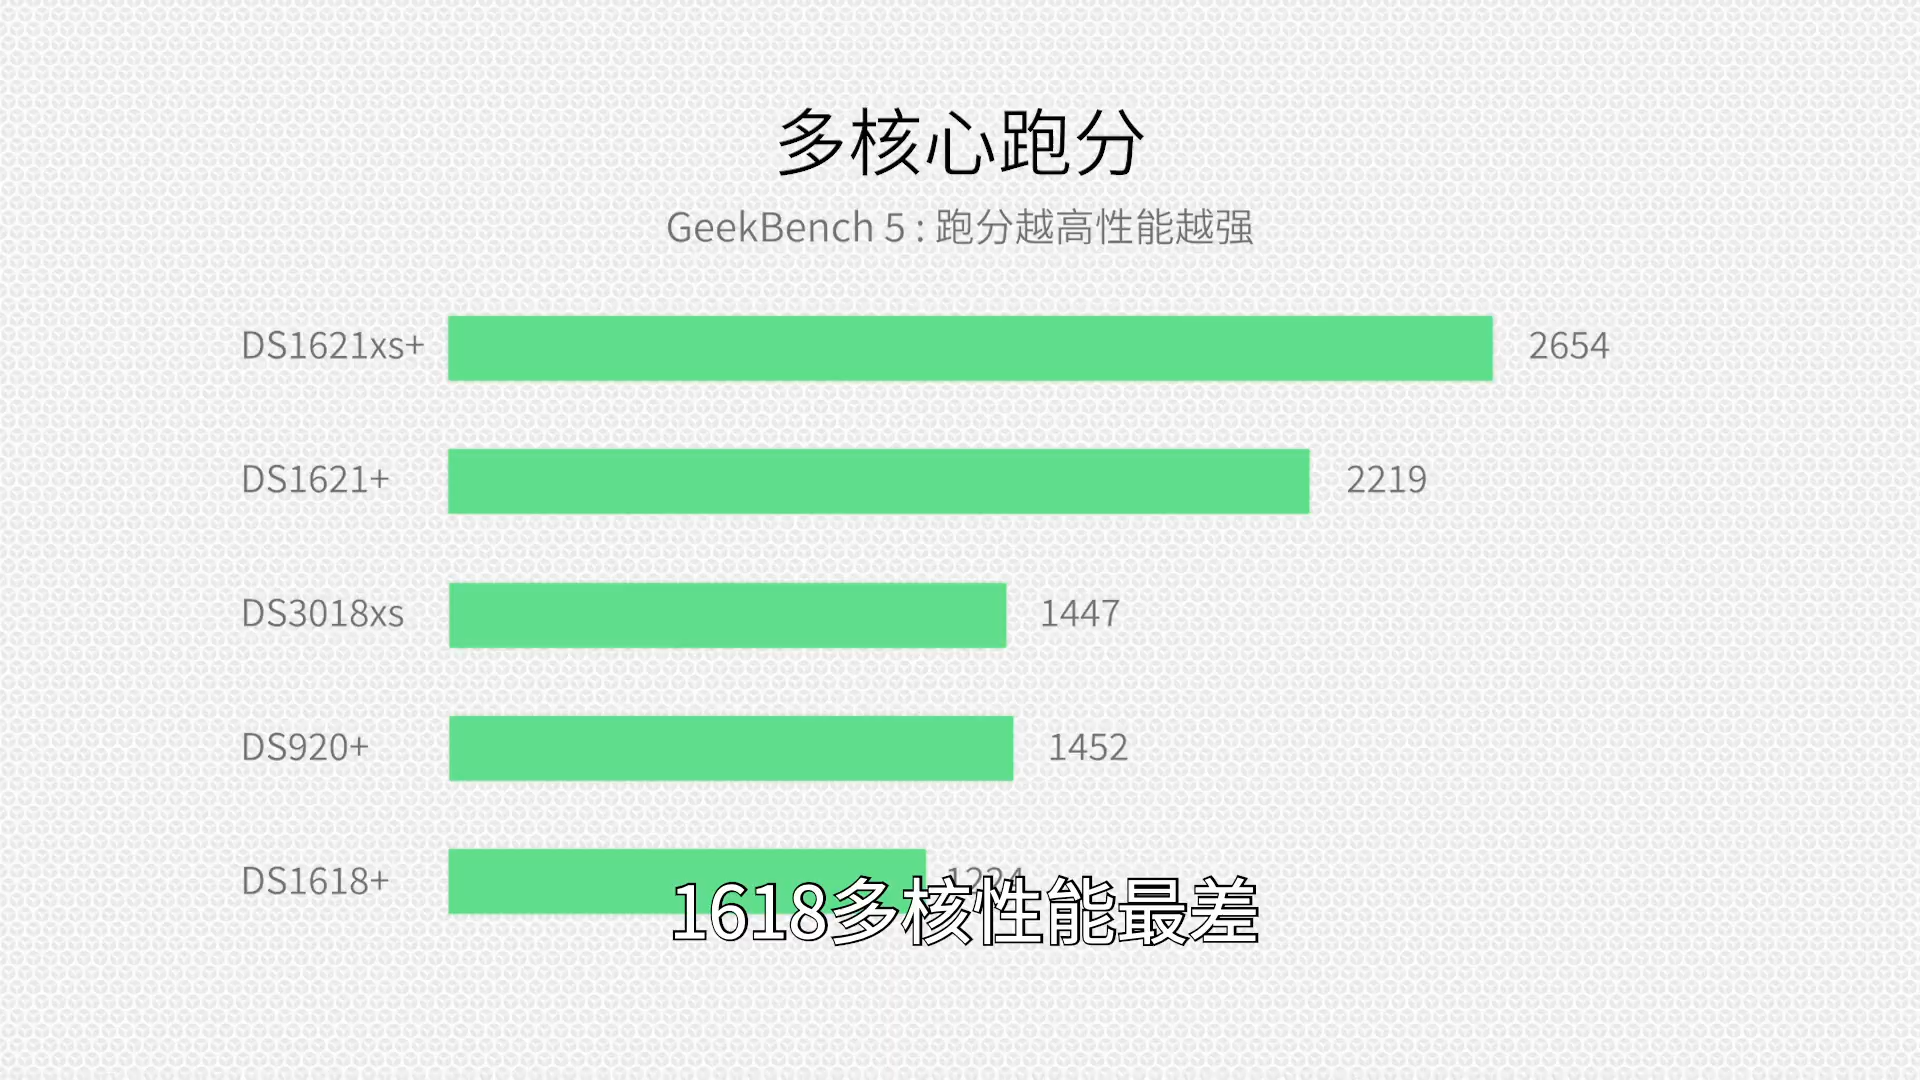 多核心跑分
GeekBench 5 : 跑分越高性能越强
DS1621xs+ 2654
DS1621+ 2219
DS3018xs 1447
DS920+ 1452
DS1618+ 1224
1618多核性能最差